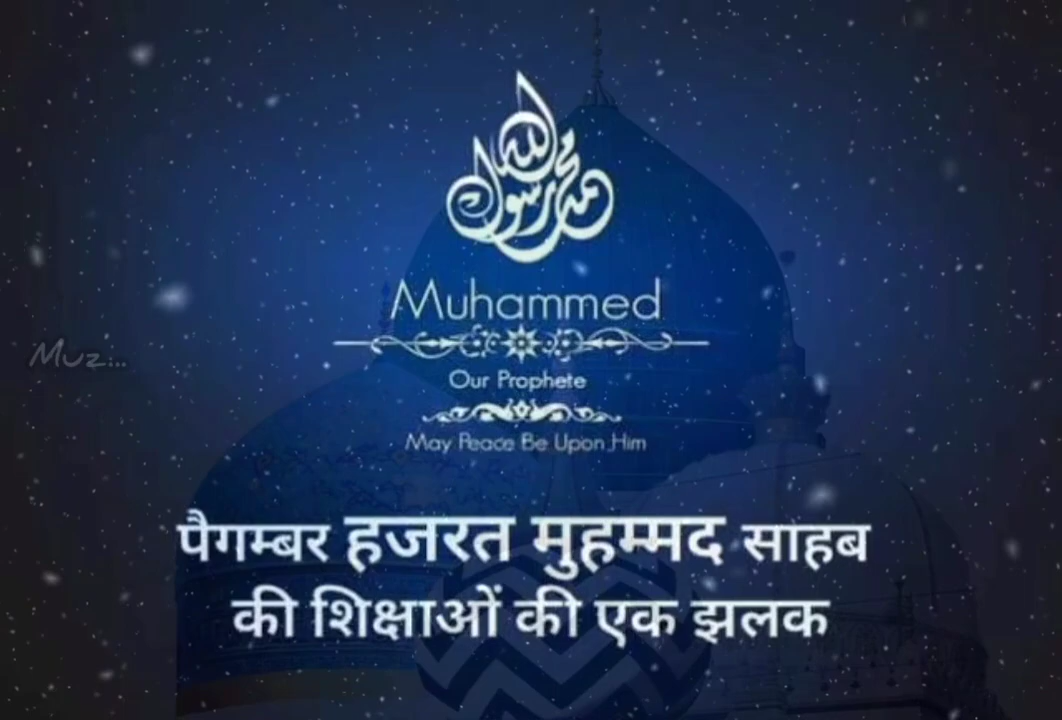 محمد رسول الله
Muhammed
Muz...
Our Prophete
May Peace Be Upon Him
पैगम्बर हजरत मुहम्मद साहब
की शिक्षाओं की एक झलक